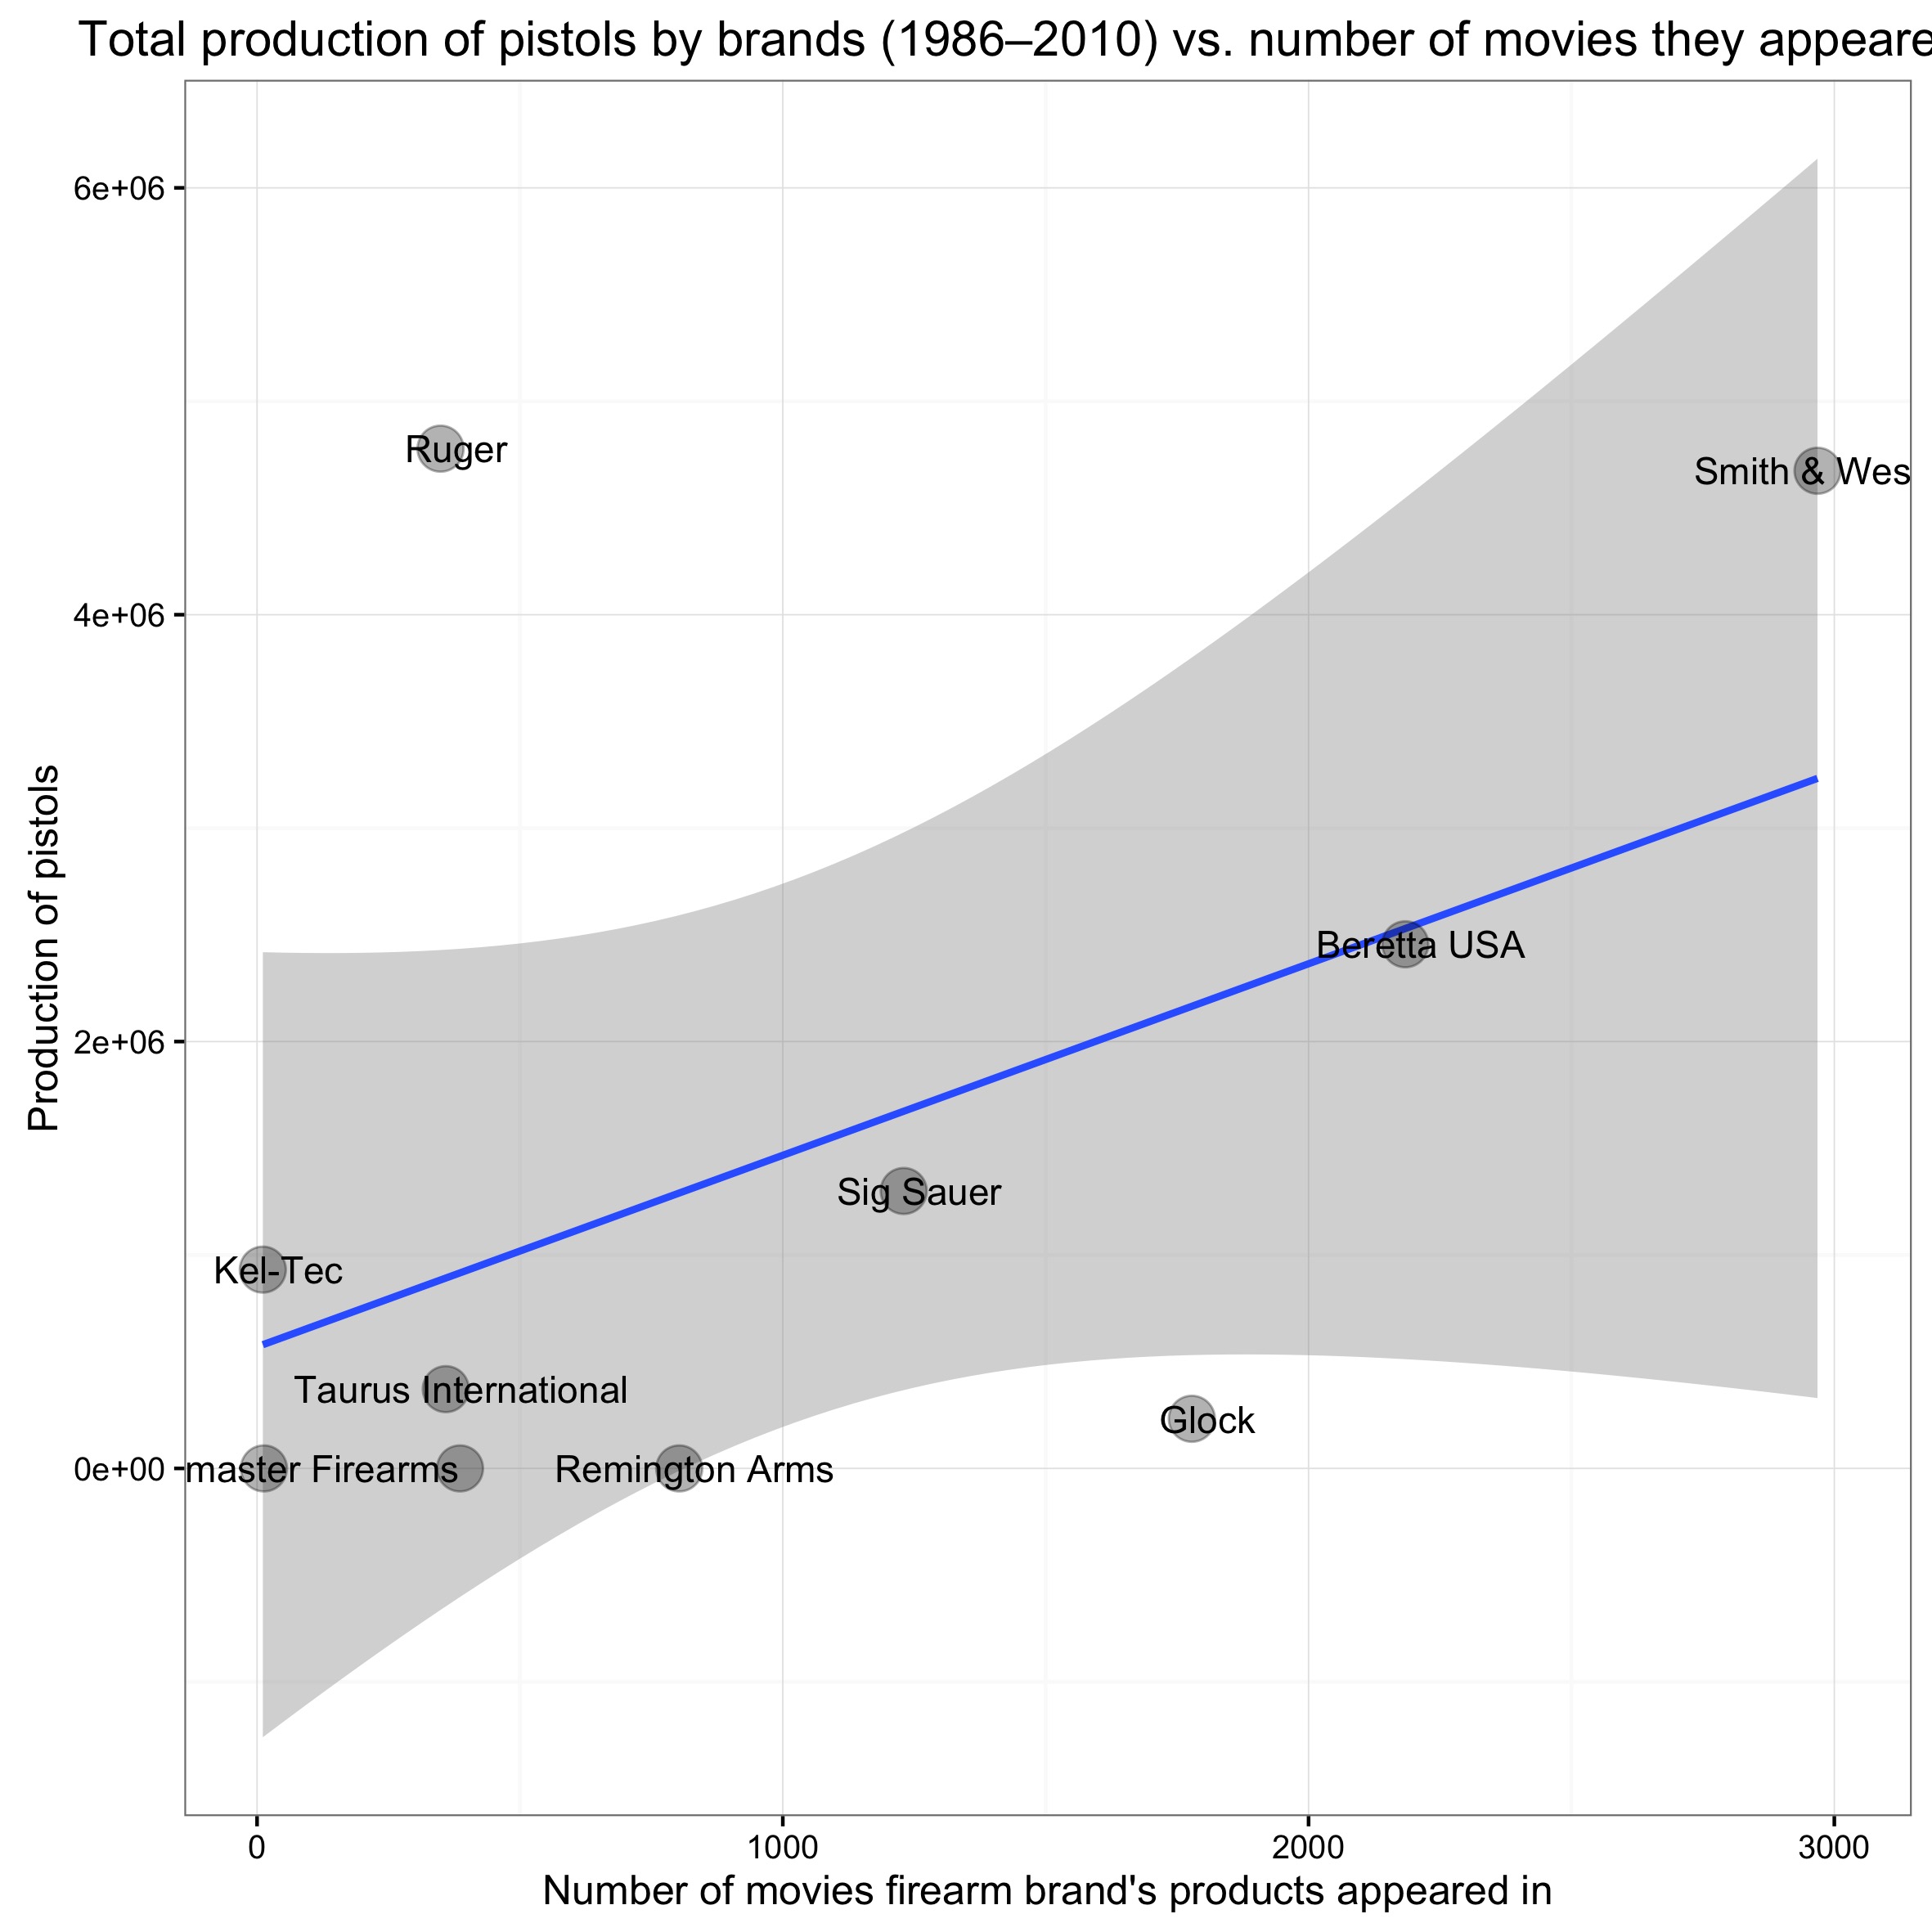 Total production of pistols by brands (1986–2010) vs. number of movies they appeare
6e+06
Ruger
Smith & Wes
4e+06
Production of pistols
Beretta USA
2e+06
Sig Sauer
Kel-Tec
Taurus International
Glock
0e+00
master Firearms
Remington Arms
0 1000 2000 3000
Number of movies firearm brand's products appeared in